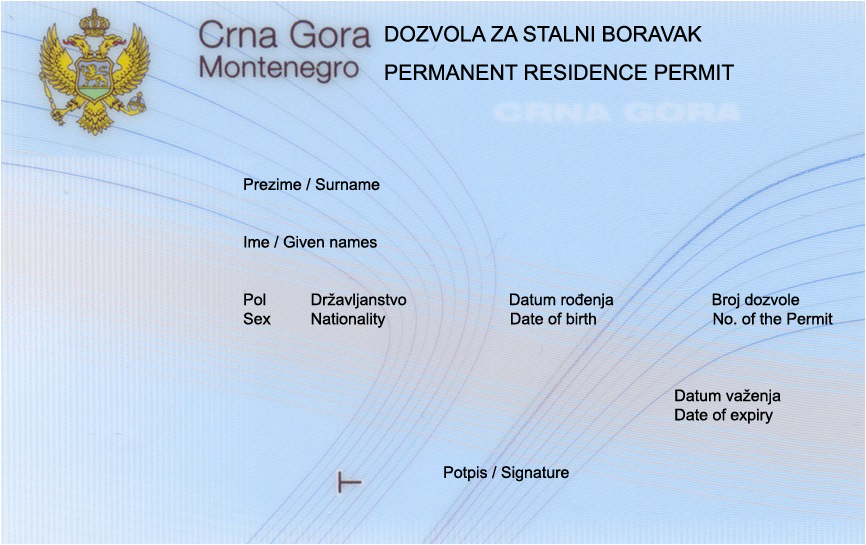 Crna Gora
Montenegro
DOZVOLA ZA STALNI BORAVAK
PERMANENT RESIDENCE PERMIT
CRNA GORA
Prezime / Surname
Ime / Given names
Pol Državljanstvo Datum rođenja Broj dozvole
Sex Nationality Date of birth No. of the Permit
Datum važenja
Date of expiry
Potpis / Signature